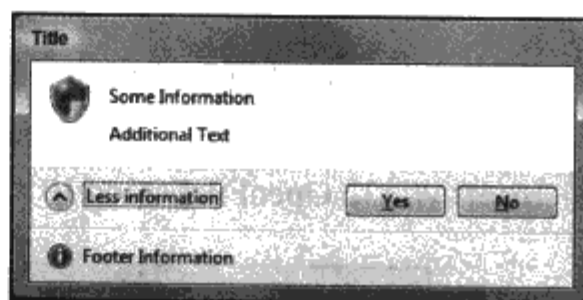 Title
Some Information
Additional Text
Less information
Yes
No
Footer Information